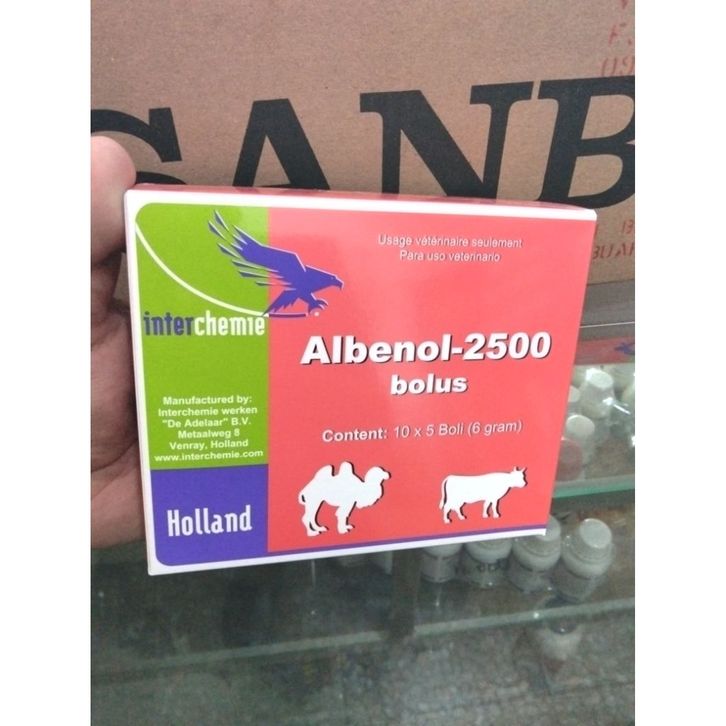 SANB
Usage vétérinaire seulement
Para uso veterinario
interchemie
Albenol-2500
bolus
Manufactured by:
Interchemie werken
"De Adelaar" B.V.
Metaalweg 8
Venray, Holland
www.interchemie.com
Content: 10 x 5 Boli (6 gram)
Holland